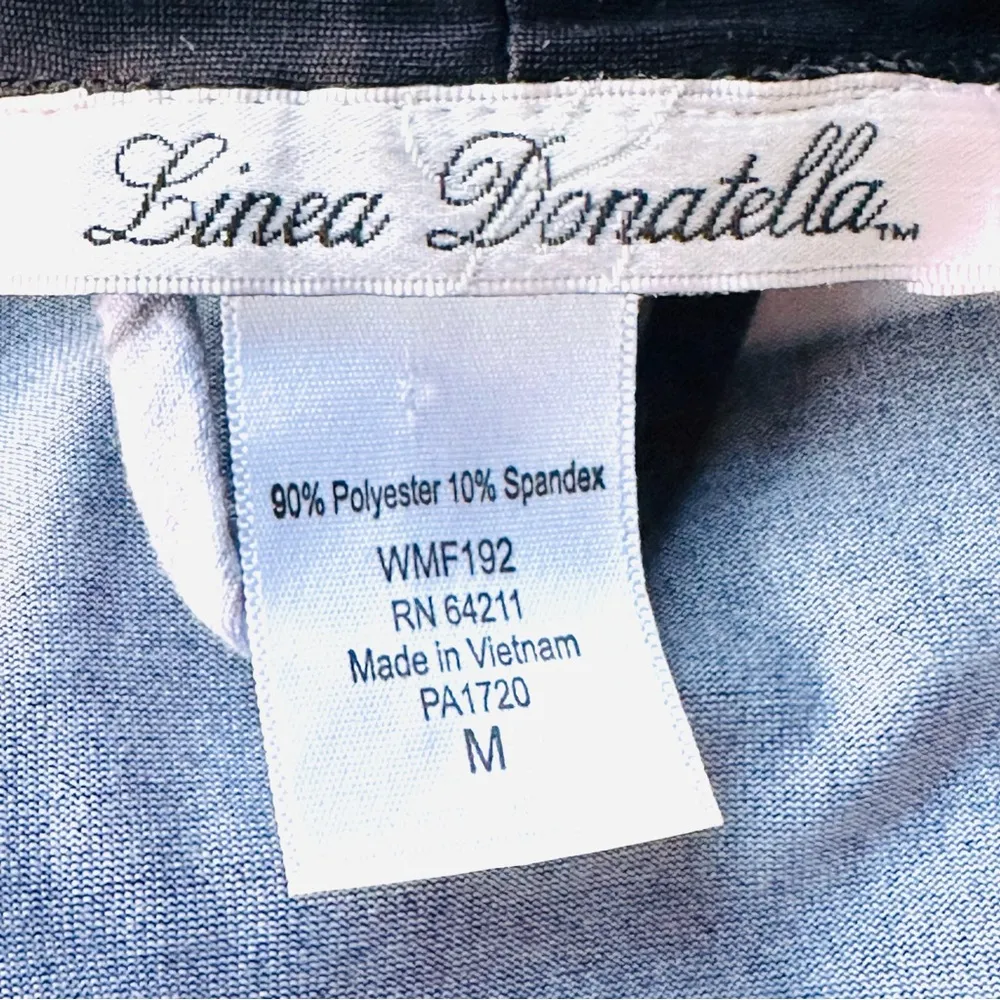 Linea Donatella™
90% Polyester 10% Spandex
WMF192
RN 64211
Made in Vietnam
PA1720
M